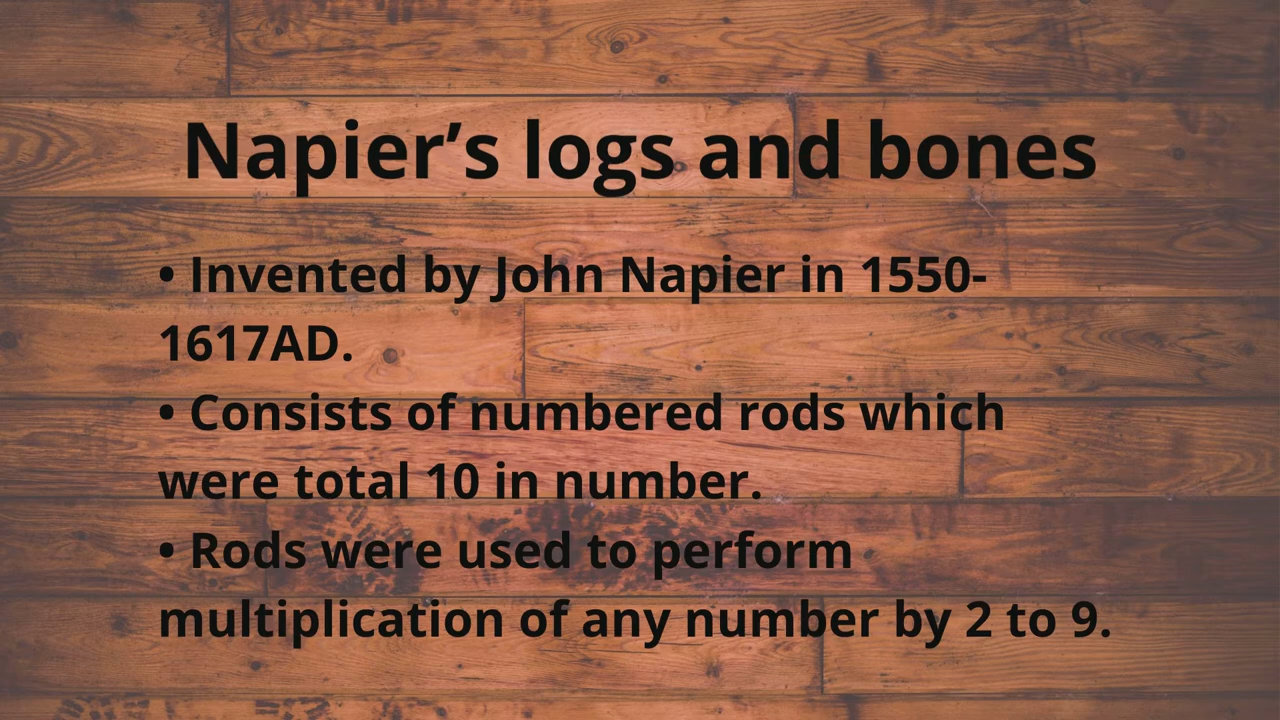 Napier’s logs and bones
• Invented by John Napier in 1550-
1617AD.
• Consists of numbered rods which
were total 10 in number.
• Rods were used to perform
multiplication of any number by 2 to 9.